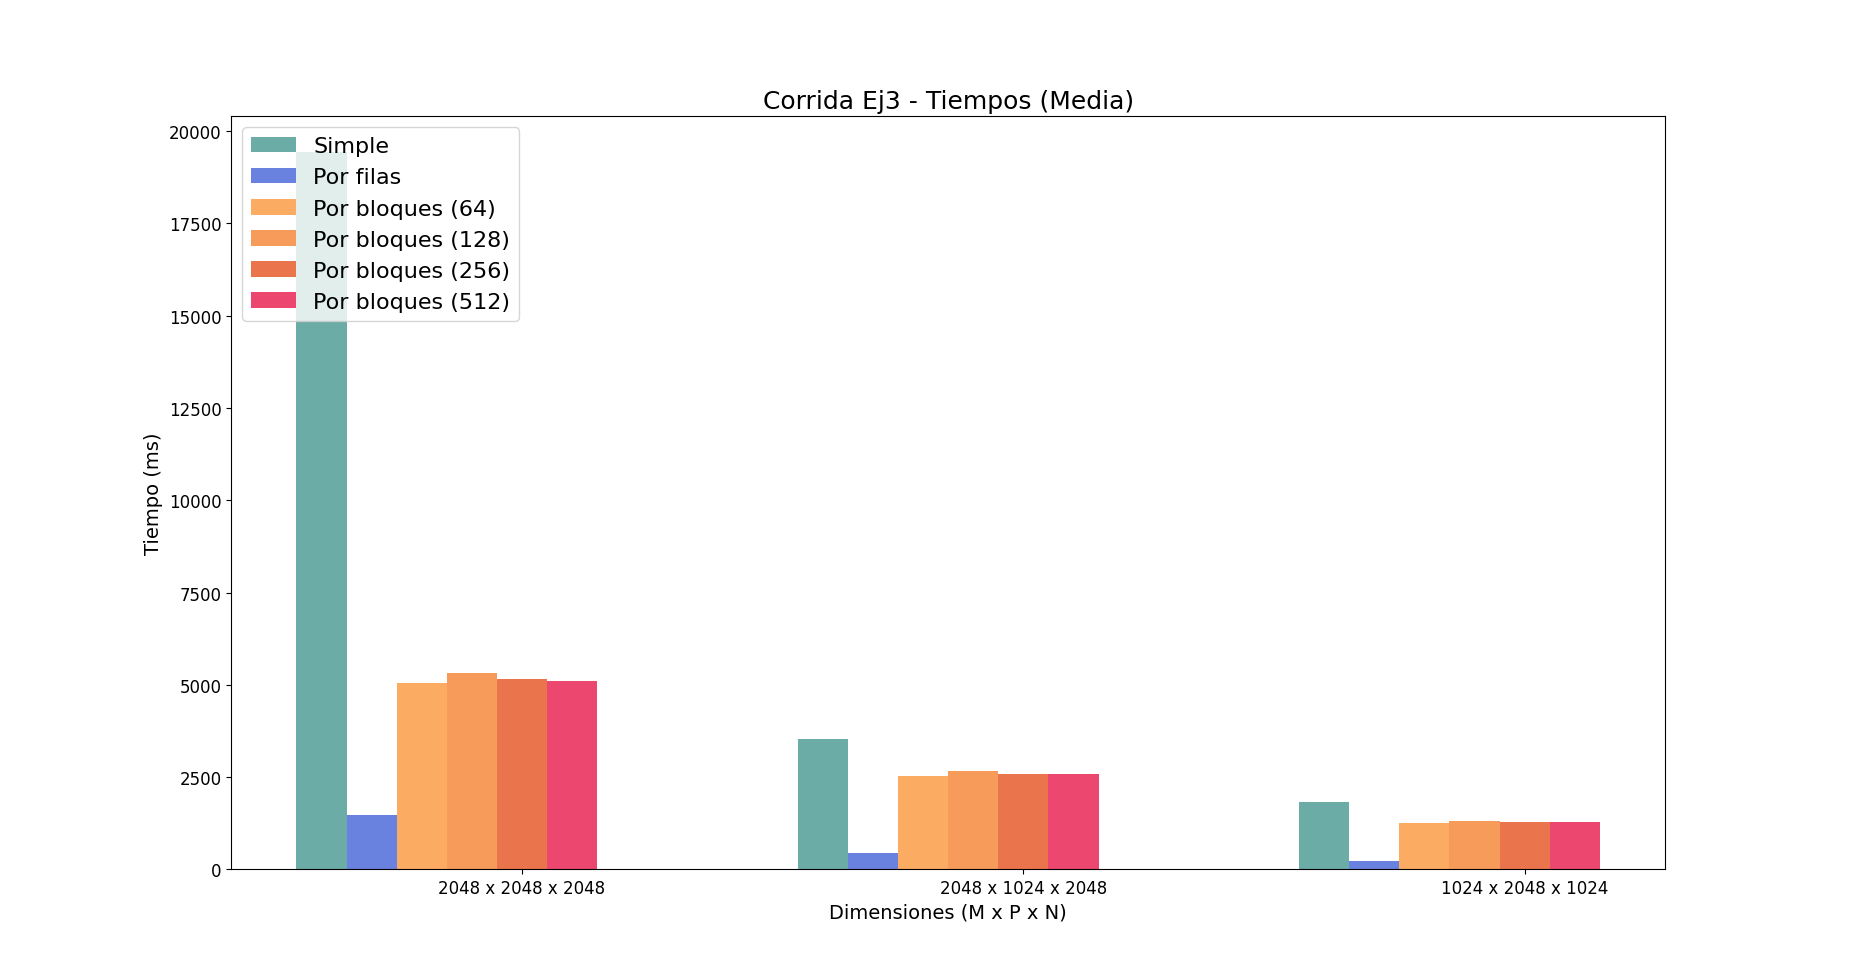 Corrida Ej3 - Tiempos (Media)
Simple
Por filas
Por bloques (64)
Por bloques (128)
Por bloques (256)
Por bloques (512)
Tiempo (ms)
20000
17500
15000
12500
10000
7500
5000
2500
0
2048 x 2048 x 2048
2048 x 1024 x 2048
1024 x 2048 x 1024
Dimensiones (M x P x N)